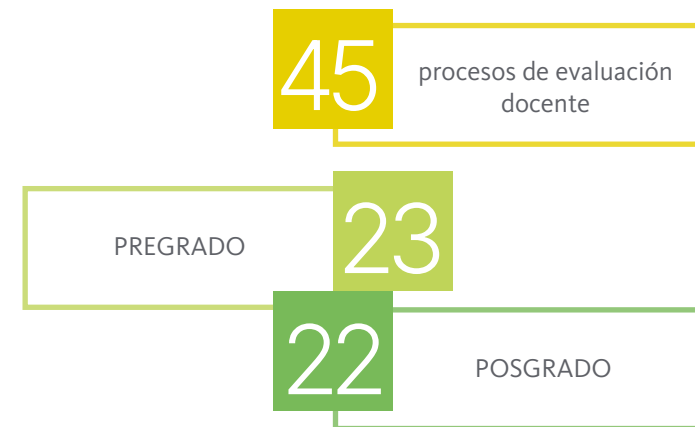 45
procesos de evaluación
docente
PREGRADO
23
22
POSGRADO